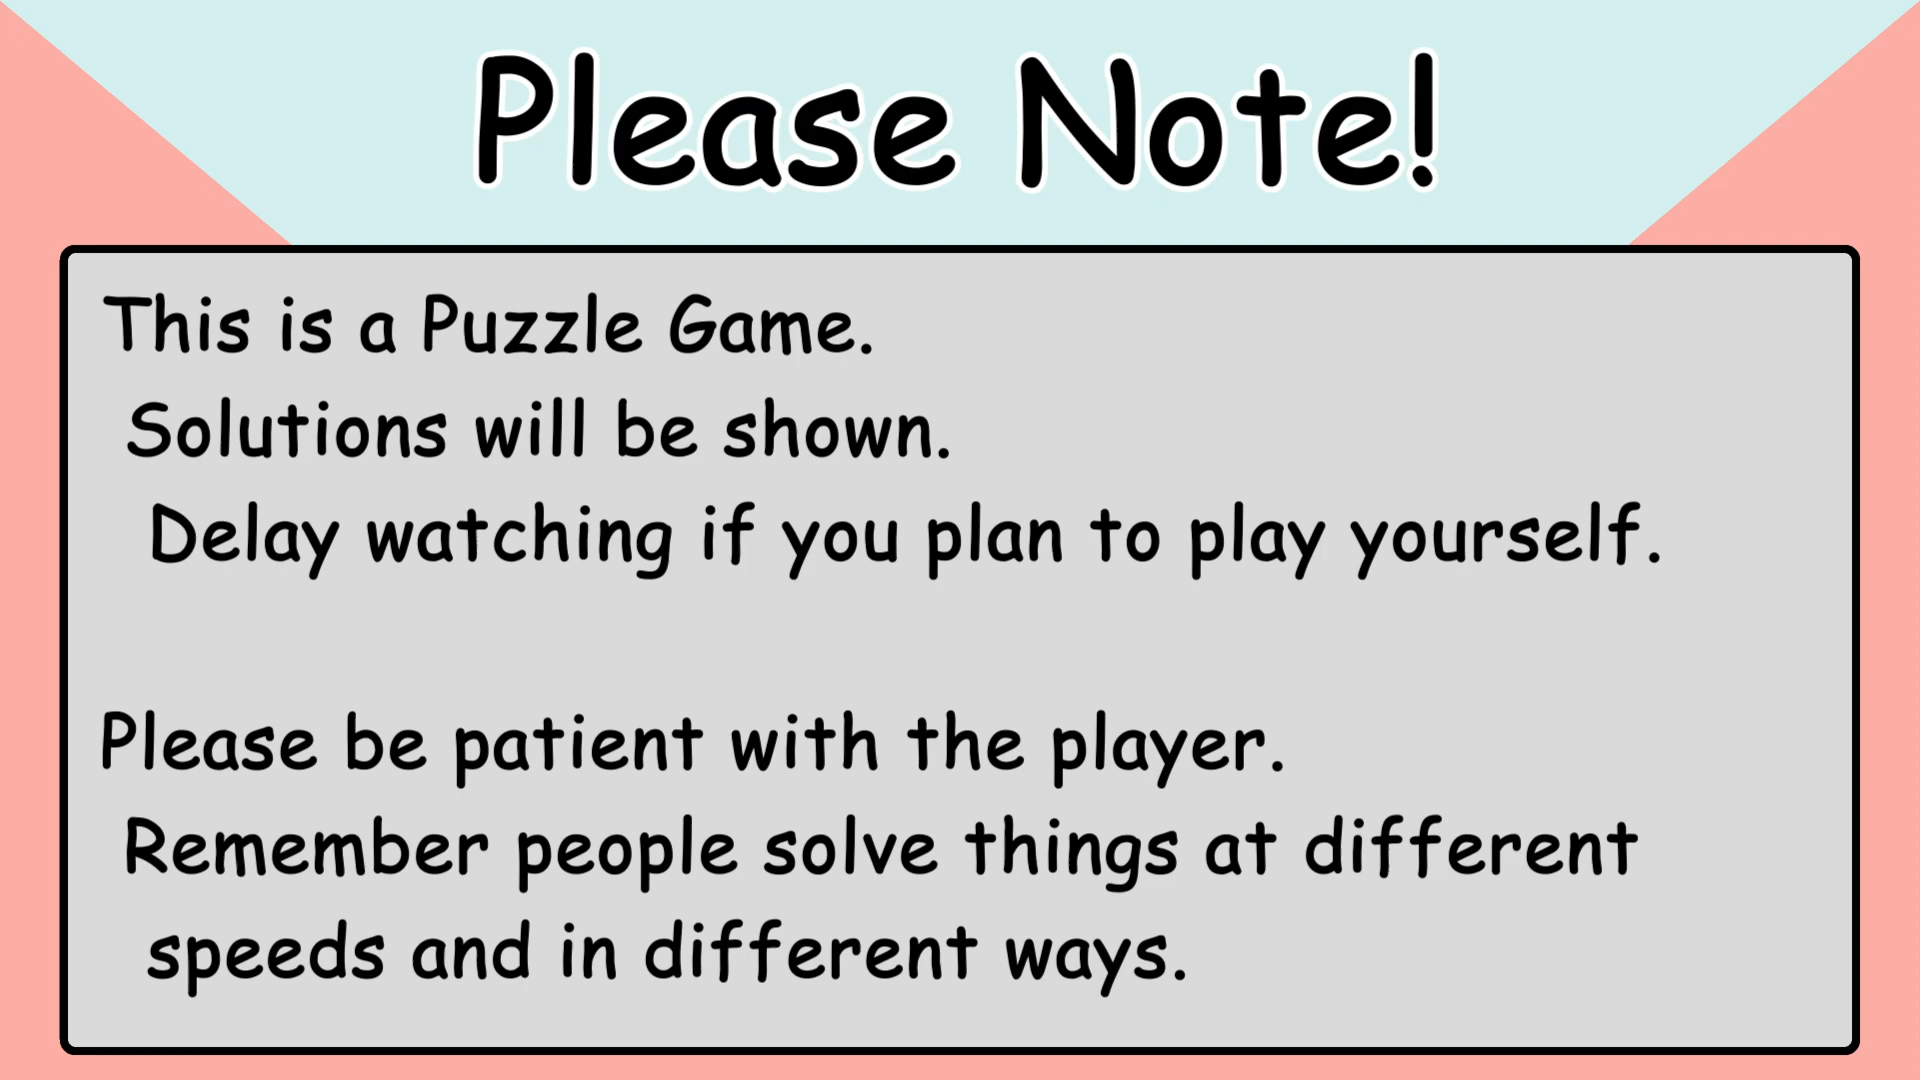 Please Note!
This is a Puzzle Game.
Solutions will be shown.
Delay watching if you plan to play yourself.
Please be patient with the player.
Remember people solve things at different
speeds and in different ways.